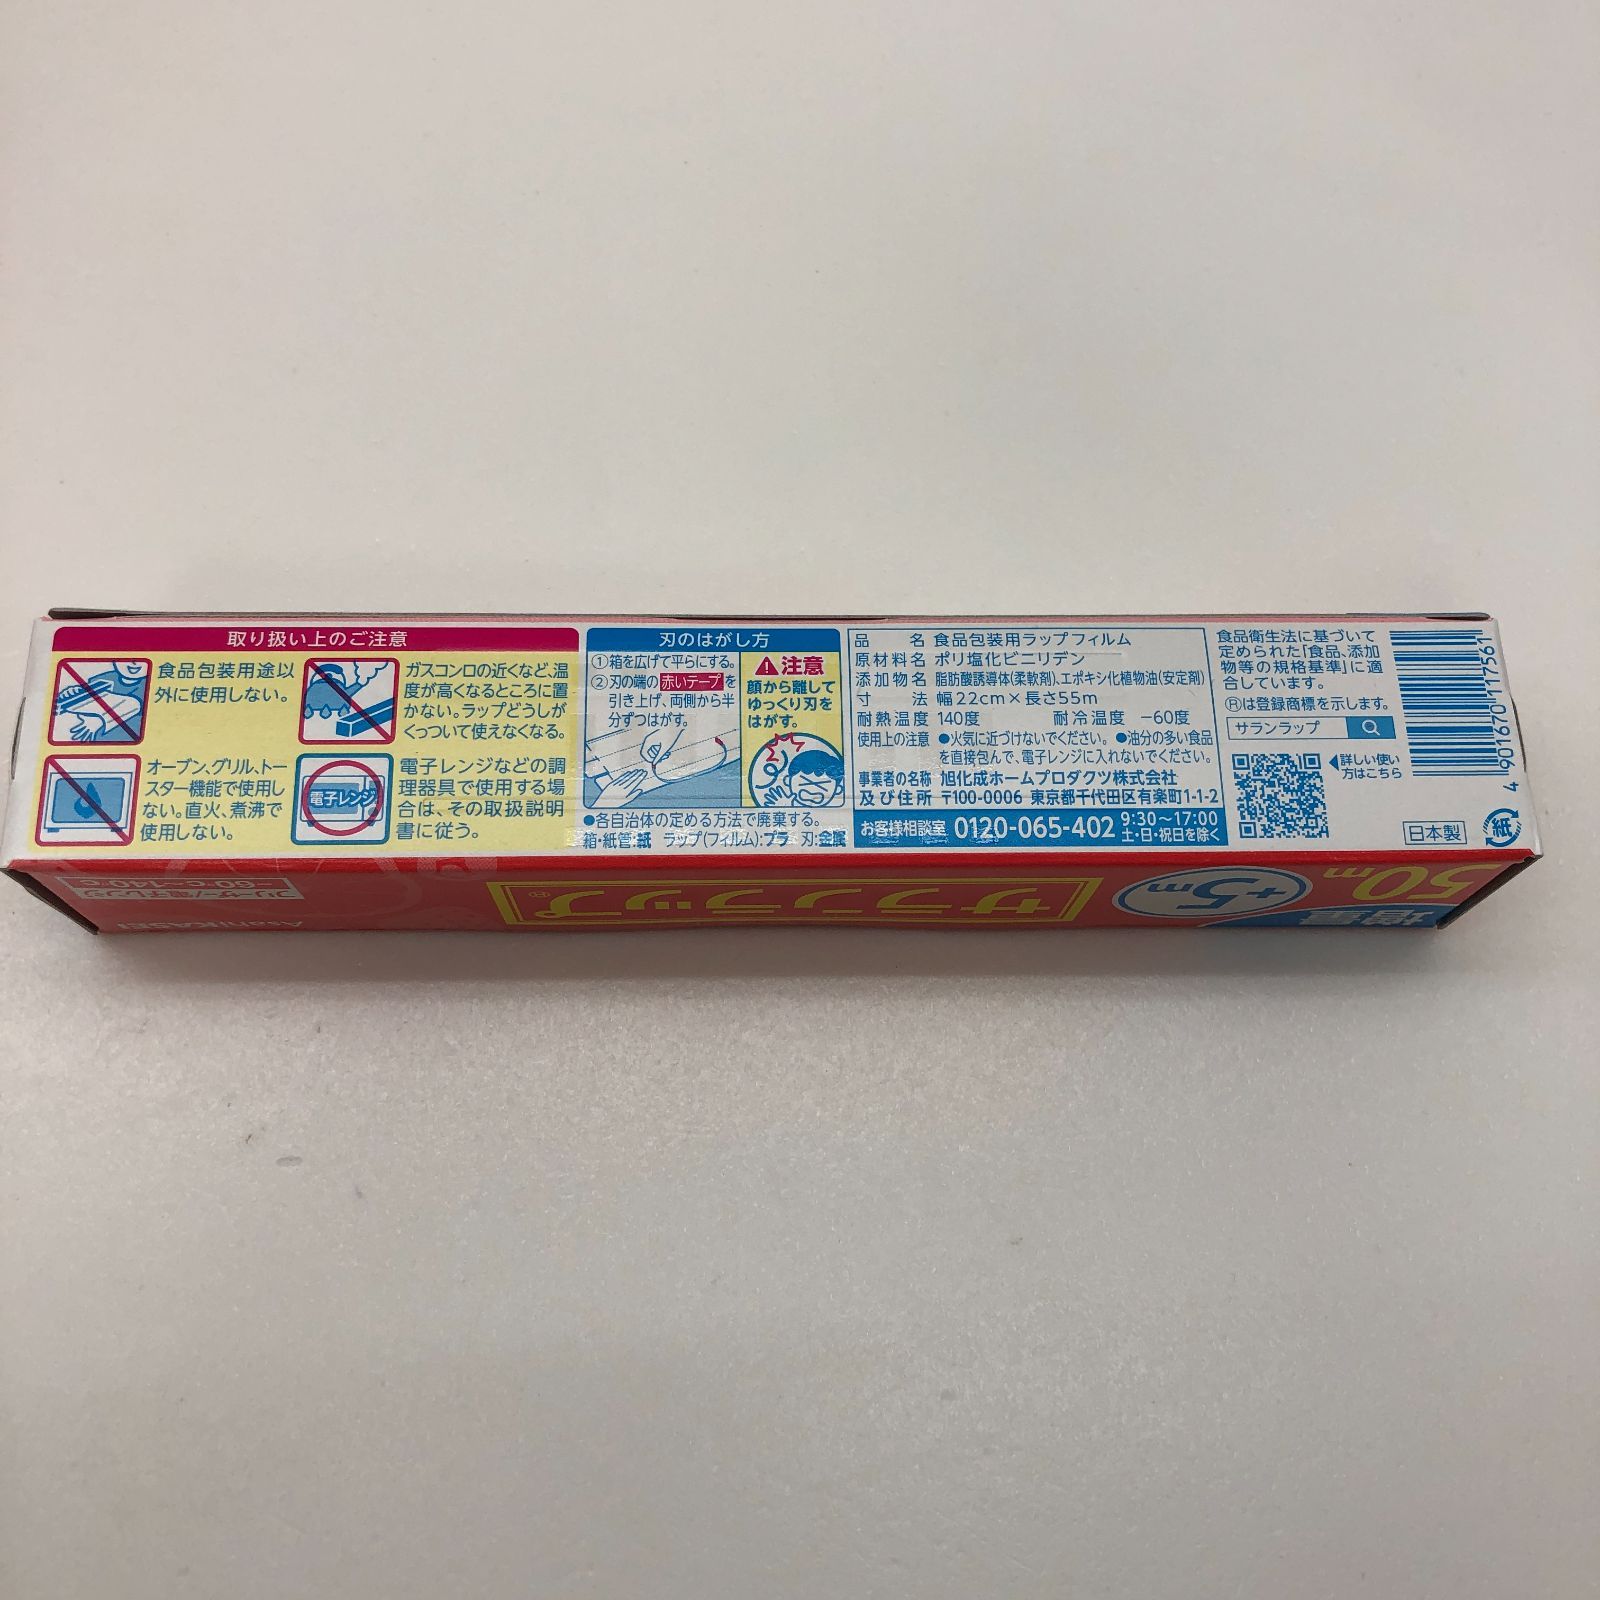 取り扱い上のご注意
食品包装用途以
外に使用しない。
ガスコンロの近くなど、温
度が高くなるところに置
かない。ラップどうしが
くっついて使えなくなる。
オーブン、グリル、トー
スター機能で使用し
ない。直火、煮沸で
使用しない。
電子レンジ
電子レンジなどの調
理器具で使用する場
合は、その取扱説明
書に従う。
刃のはがし方
①箱を広げて平らにする。
②刃の端の赤いテープを
引き上げ、両側から半
分ずつはがす。
注意
顔から離して
ゆっくり刃を
はがす。
●各自治体の定める方法で廃棄する。
箱・紙管:紙 ラップ(フィルム):プラ 刃:金属
品名 食品包装用ラップフィルム
原材料名 ポリ塩化ビニリデン
添加物名 脂肪酸誘導体(柔軟剤)、エポキシ化植物油(安定剤)
寸法 幅22cm×長さ55m
耐熱温度 140度 耐冷温度 −60度
使用上の注意 ●火気に近づけないでください。●油分の多い食品
を直接包んで、電子レンジに入れないでください。
事業者の名称 旭化成ホームプロダクツ株式会社
及び住所 〒100-0006 東京都千代田区有楽町1-1-2
お客様相談室 0120-065-402 9:30〜17:00
土・日・祝日を除く
食品衛生法に基づいて
定められた「食品、添加
物等の規格基準」に適
合しています。
Ⓡは登録商標を示します。
サランラップ
詳しい使い
方はこちら
日本製
紙
4 901670 117561
50m
+5m
増量
サランラップ®
フリーザー/電子レンジ
−60℃〜140℃
AsahiKASEI